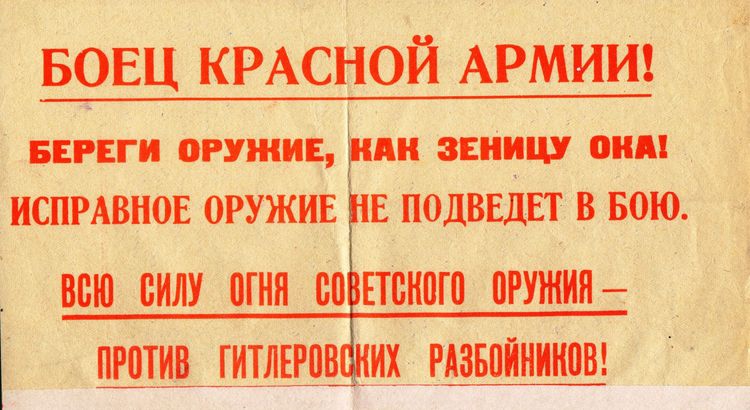 БОЕЦ КРАСНОЙ АРМИИ!
БЕРЕГИ ОРУЖИЕ, КАК ЗЕНИЦУ ОКА!
ИСПРАВНОЕ ОРУЖИЕ НЕ ПОДВЕДЕТ В БОЮ.
ВСЮ СИЛУ ОГНЯ СОВЕТСКОГО ОРУЖИЯ —
ПРОТИВ ГИТЛЕРОВСКИХ РАЗБОЙНИКОВ!